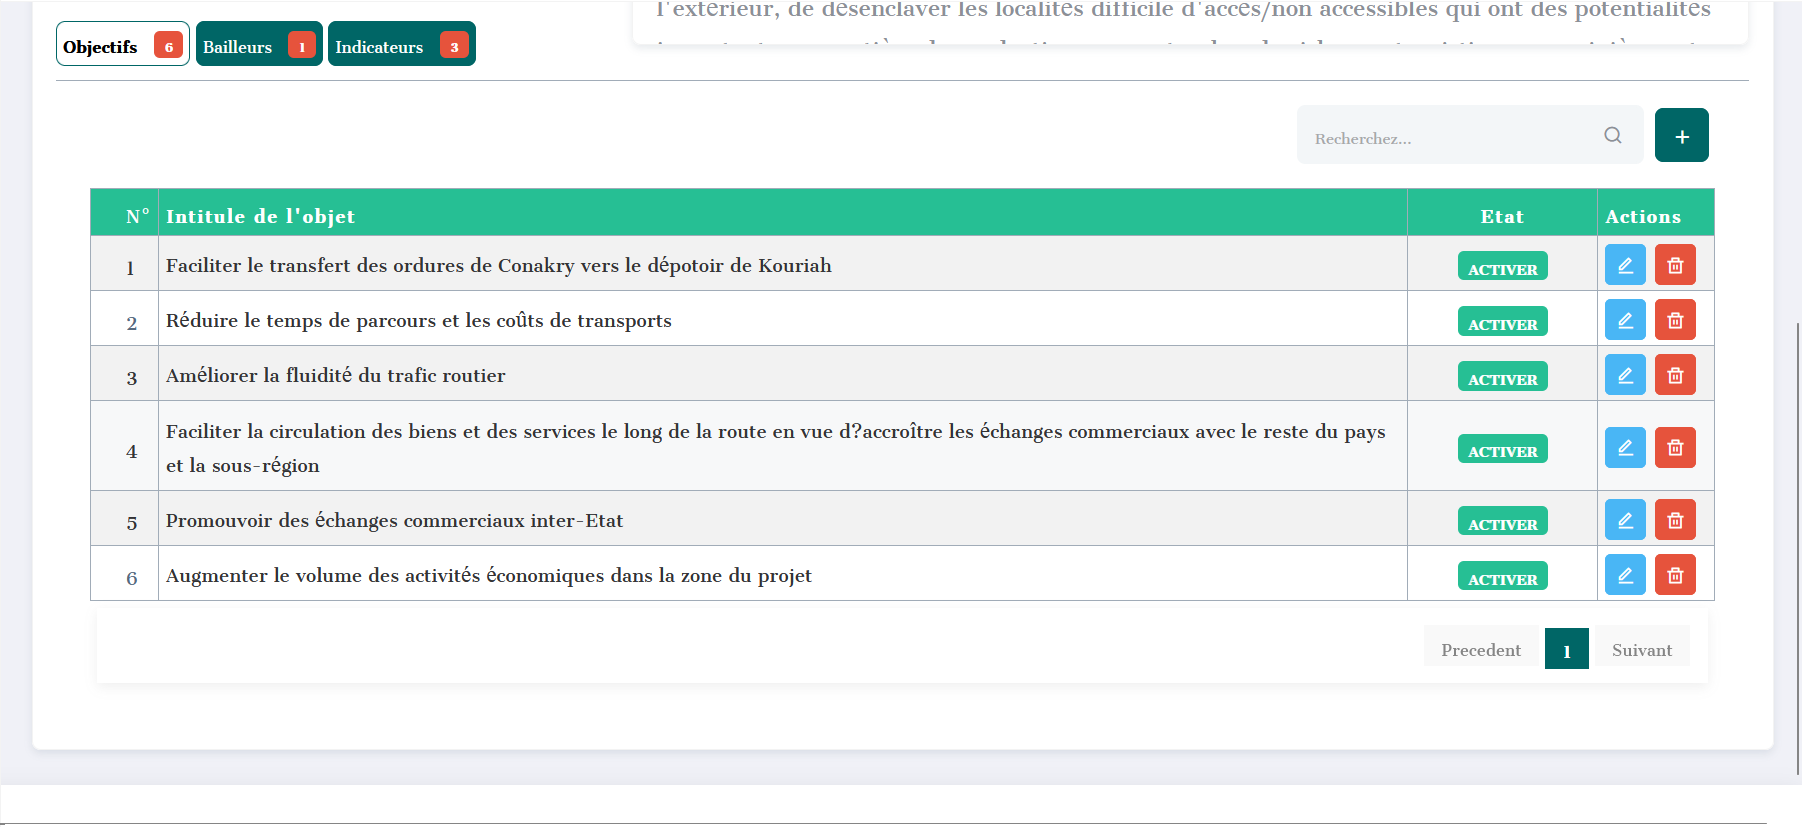 l'extérieur, de désenclaver les localités difficile d'accès/non accessibles qui ont des potentialités
Objectifs 6 Bailleurs 1 Indicateurs 3
Recherchez...
+
N° Intitule de l'objet Etat Actions
1 Faciliter le transfert des ordures de Conakry vers le dépotoir de Kouriah ACTIVER
2 Réduire le temps de parcours et les coûts de transports ACTIVER
3 Améliorer la fluidité du trafic routier ACTIVER
4 Faciliter la circulation des biens et des services le long de la route en vue d?accroître les échanges commerciaux avec le reste du pays
et la sous-région ACTIVER
5 Promouvoir des échanges commerciaux inter-Etat ACTIVER
6 Augmenter le volume des activités économiques dans la zone du projet ACTIVER
Precedent 1 Suivant